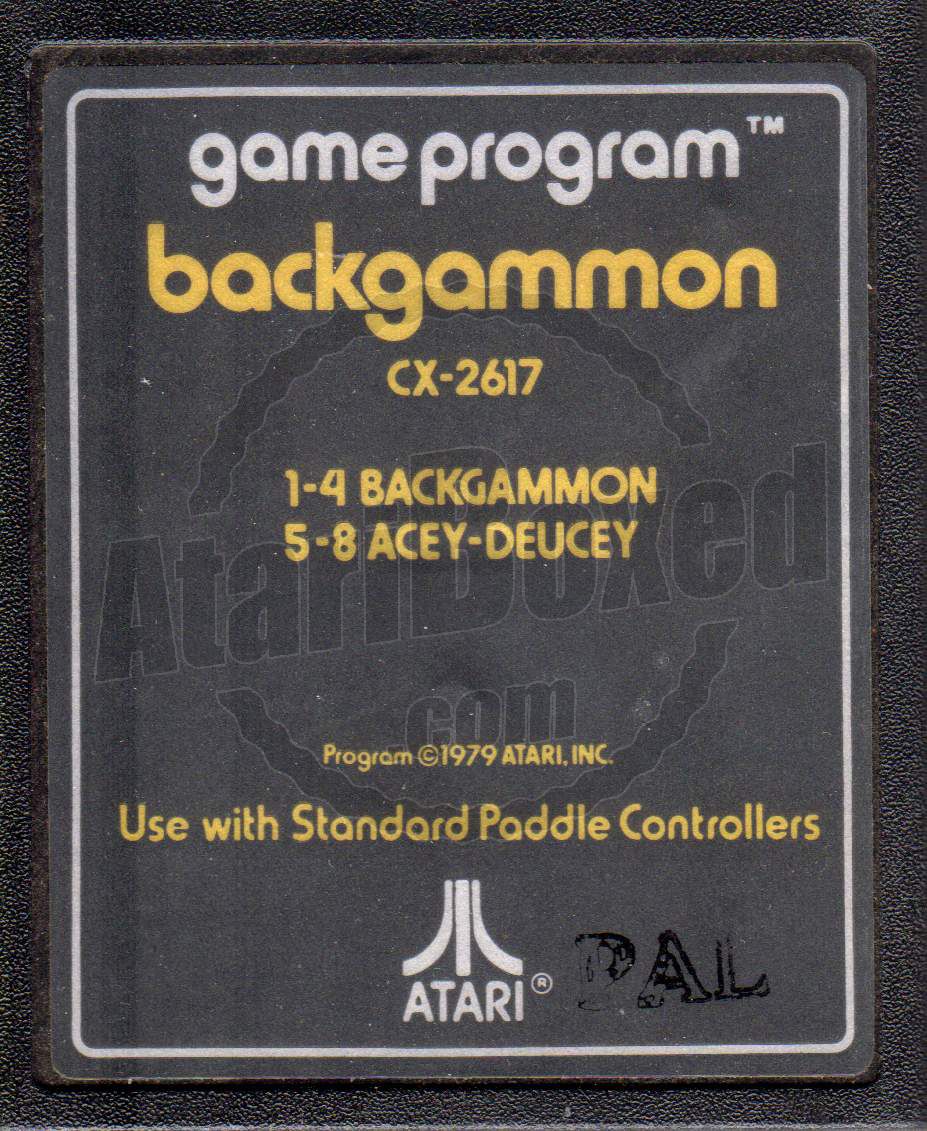 game program™
backgammon
CX-2617
1-4 BACKGAMMON
5-8 ACEY-DEUCEY
AtariBoxed
.com
Program ©1979 ATARI, INC.
Use with Standard Paddle Controllers
ATARI®
PAL